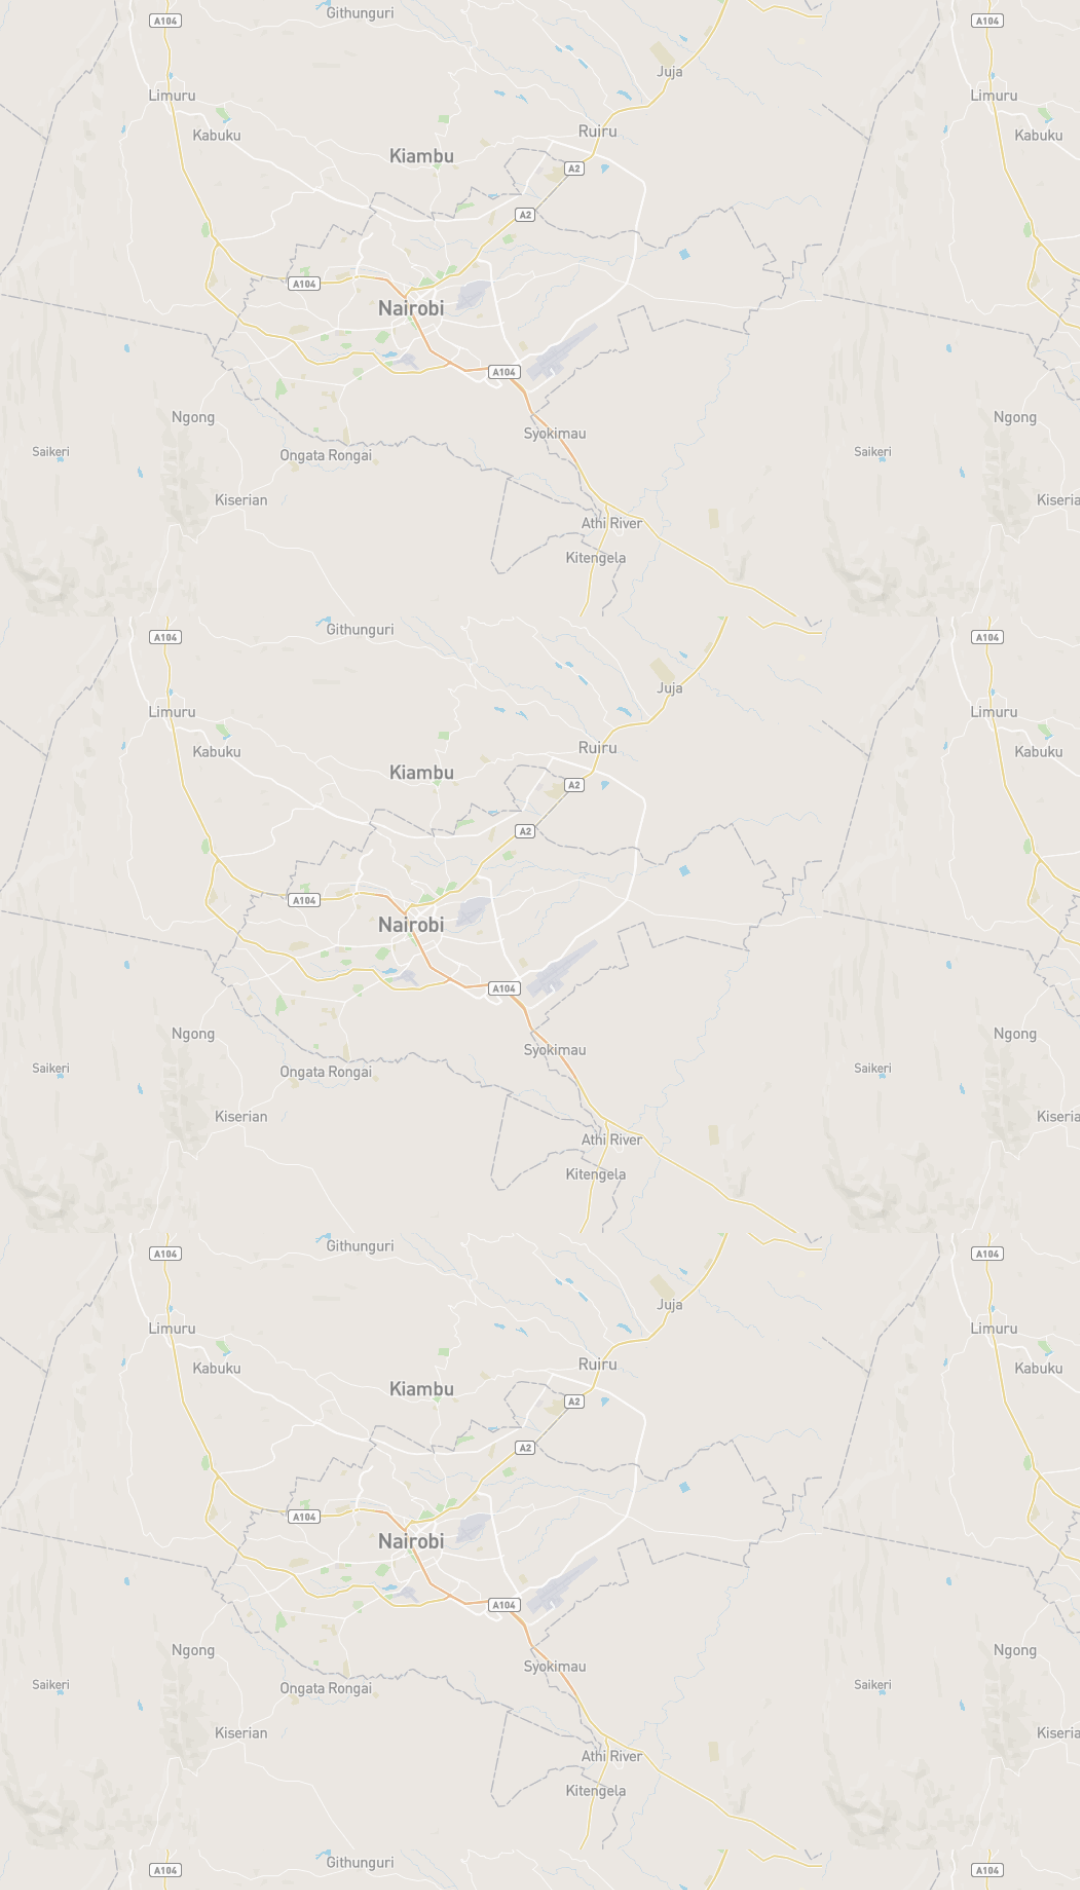 Githunguri
A104
A104
Juja
Limuru
Limuru
Ruiru
Kabuku
Kabuku
Kiambu
A2
A2
A104
Nairobi
A104
Ngong
Ngong
Syokimau
Saikeri
Ongata Rongai
Saikeri
Kiserian
Kiseria
Athi River
Kitengela
Githunguri
A104
A104
Juja
Limuru
Limuru
Ruiru
Kabuku
Kabuku
Kiambu
A2
A2
A104
Nairobi
A104
Ngong
Ngong
Syokimau
Saikeri
Ongata Rongai
Saikeri
Kiserian
Kiseria
Athi River
Kitengela
Githunguri
A104
A104
Juja
Limuru
Limuru
Ruiru
Kabuku
Kabuku
Kiambu
A2
A2
A104
Nairobi
A104
Ngong
Ngong
Syokimau
Saikeri
Ongata Rongai
Saikeri
Kiserian
Kiseria
Athi River
Kitengela
Githunguri
A104
A104